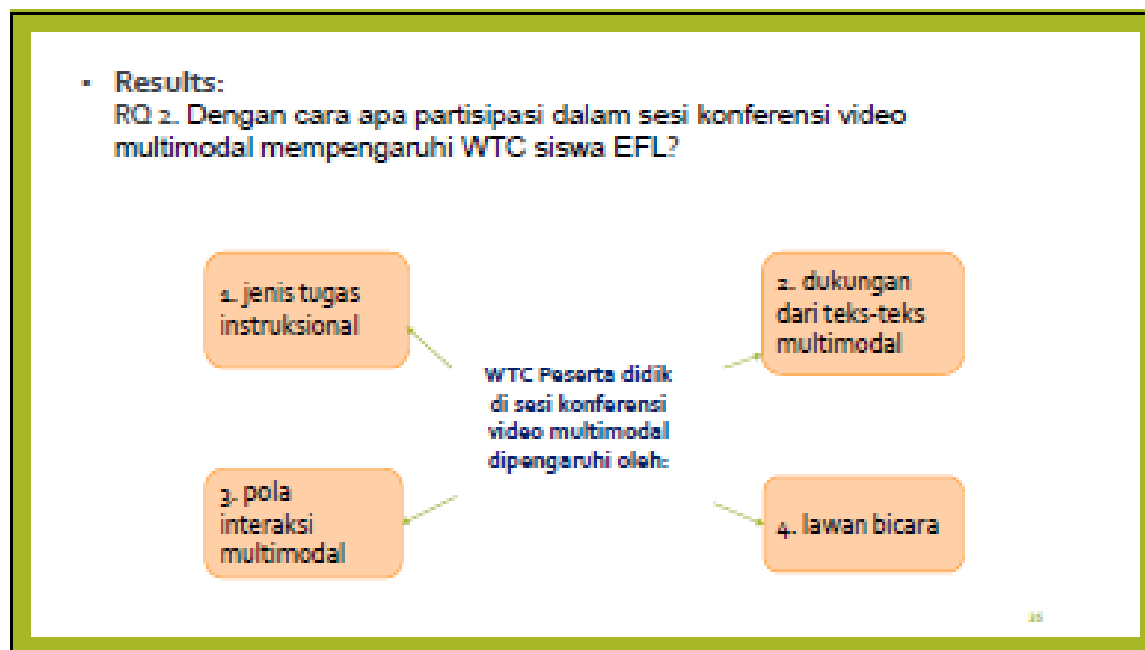 • Results:
RQ 2. Dengan cara apa partisipasi dalam sesi konferensi video
multimodal mempengaruhi WTC siswa EFL?
1. jenis tugas
instruksional
2. dukungan
dari teks-teks
multimodal
WTC Peserta didik
di sesi konferensi
video multimodal
dipengaruhi oleh:
3. pola
interaksi
multimodal
4. lawan bicara